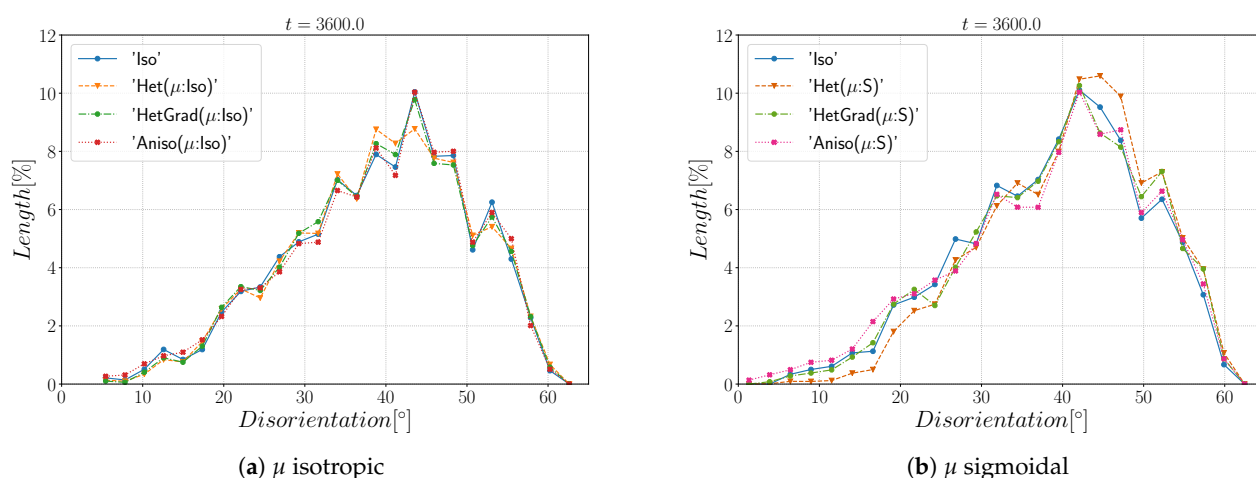 t = 3600.0
Length[%]
12
10
8
6
4
2
0
'Iso'
'Het(μ:Iso)'
'HetGrad(μ:Iso)'
'Aniso(μ:Iso)'
0 10 20 30 40 50 60
Disorientation[°]
(a) μ isotropic
t = 3600.0
Length[%]
12
10
8
6
4
2
0
'Iso'
'Het(μ:S)'
'HetGrad(μ:S)'
'Aniso(μ:S)'
0 10 20 30 40 50 60
Disorientation[°]
(b) μ sigmoidal